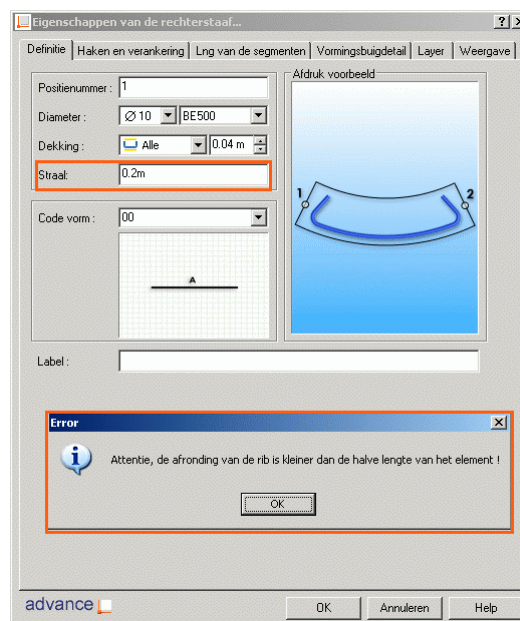 Eigenschappen van de rechterstaaf...
Definitie Haken en verankering Lng van de segmenten Vormingsbuigdetail Layer Weergave
Positienummer : 1
Diameter : Ø 10 BE500
Dekking : Alle 0.04 m
Straal: 0.2m
Code vorm : 00
A
Afdruk voorbeeld
1 2
Label :
Error
Attentie, de afronding van de rib is kleiner dan de halve lengte van het element !
OK
advance
OK Annuleren Help